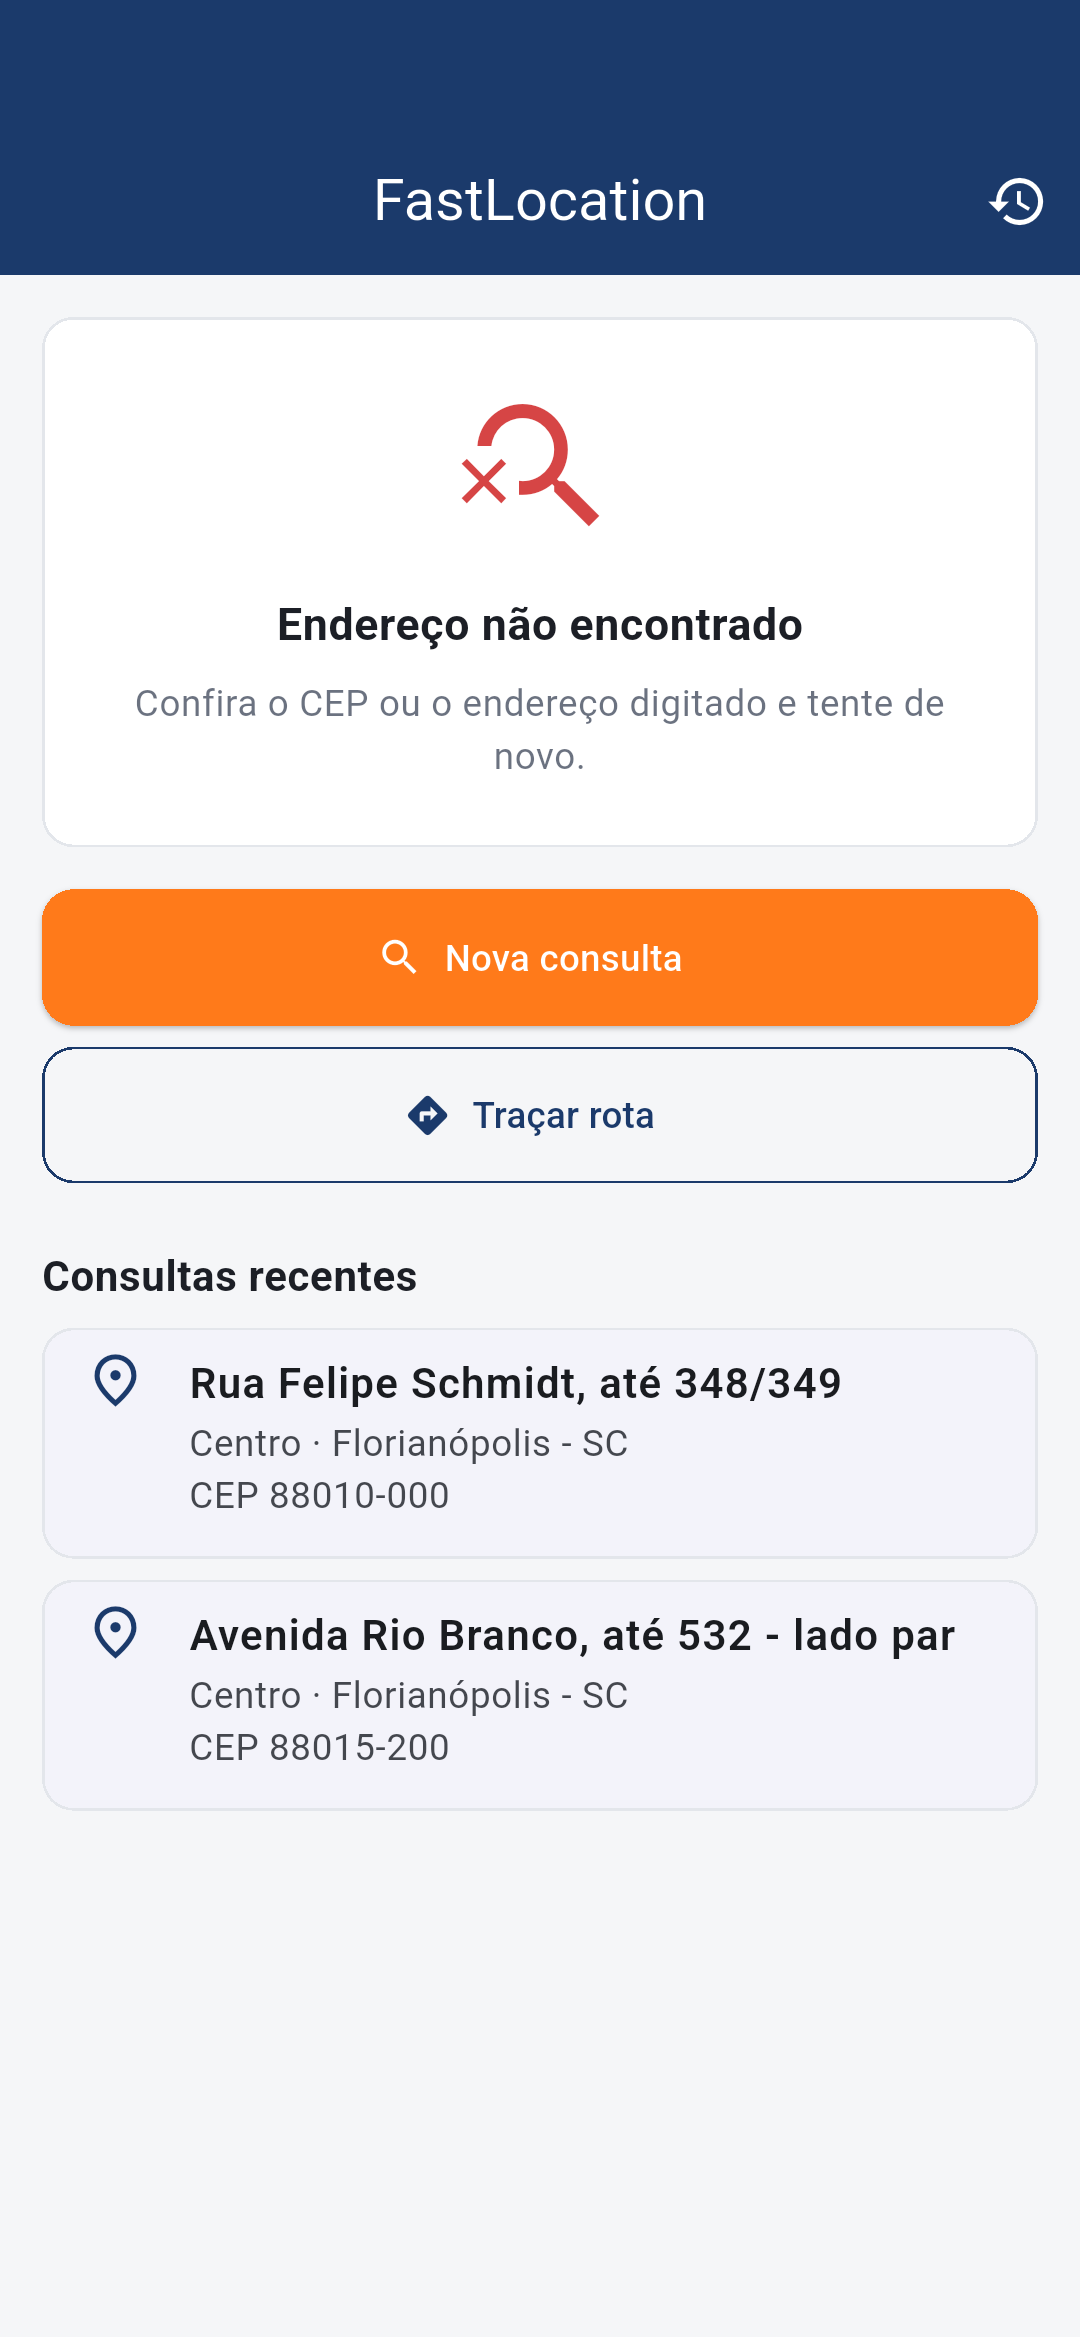 FastLocation
Endereço não encontrado
Confira o CEP ou o endereço digitado e tente de
novo.
Nova consulta
Traçar rota
Consultas recentes
Rua Felipe Schmidt, até 348/349
Centro · Florianópolis - SC
CEP 88010-000
Avenida Rio Branco, até 532 - lado par
Centro · Florianópolis - SC
CEP 88015-200